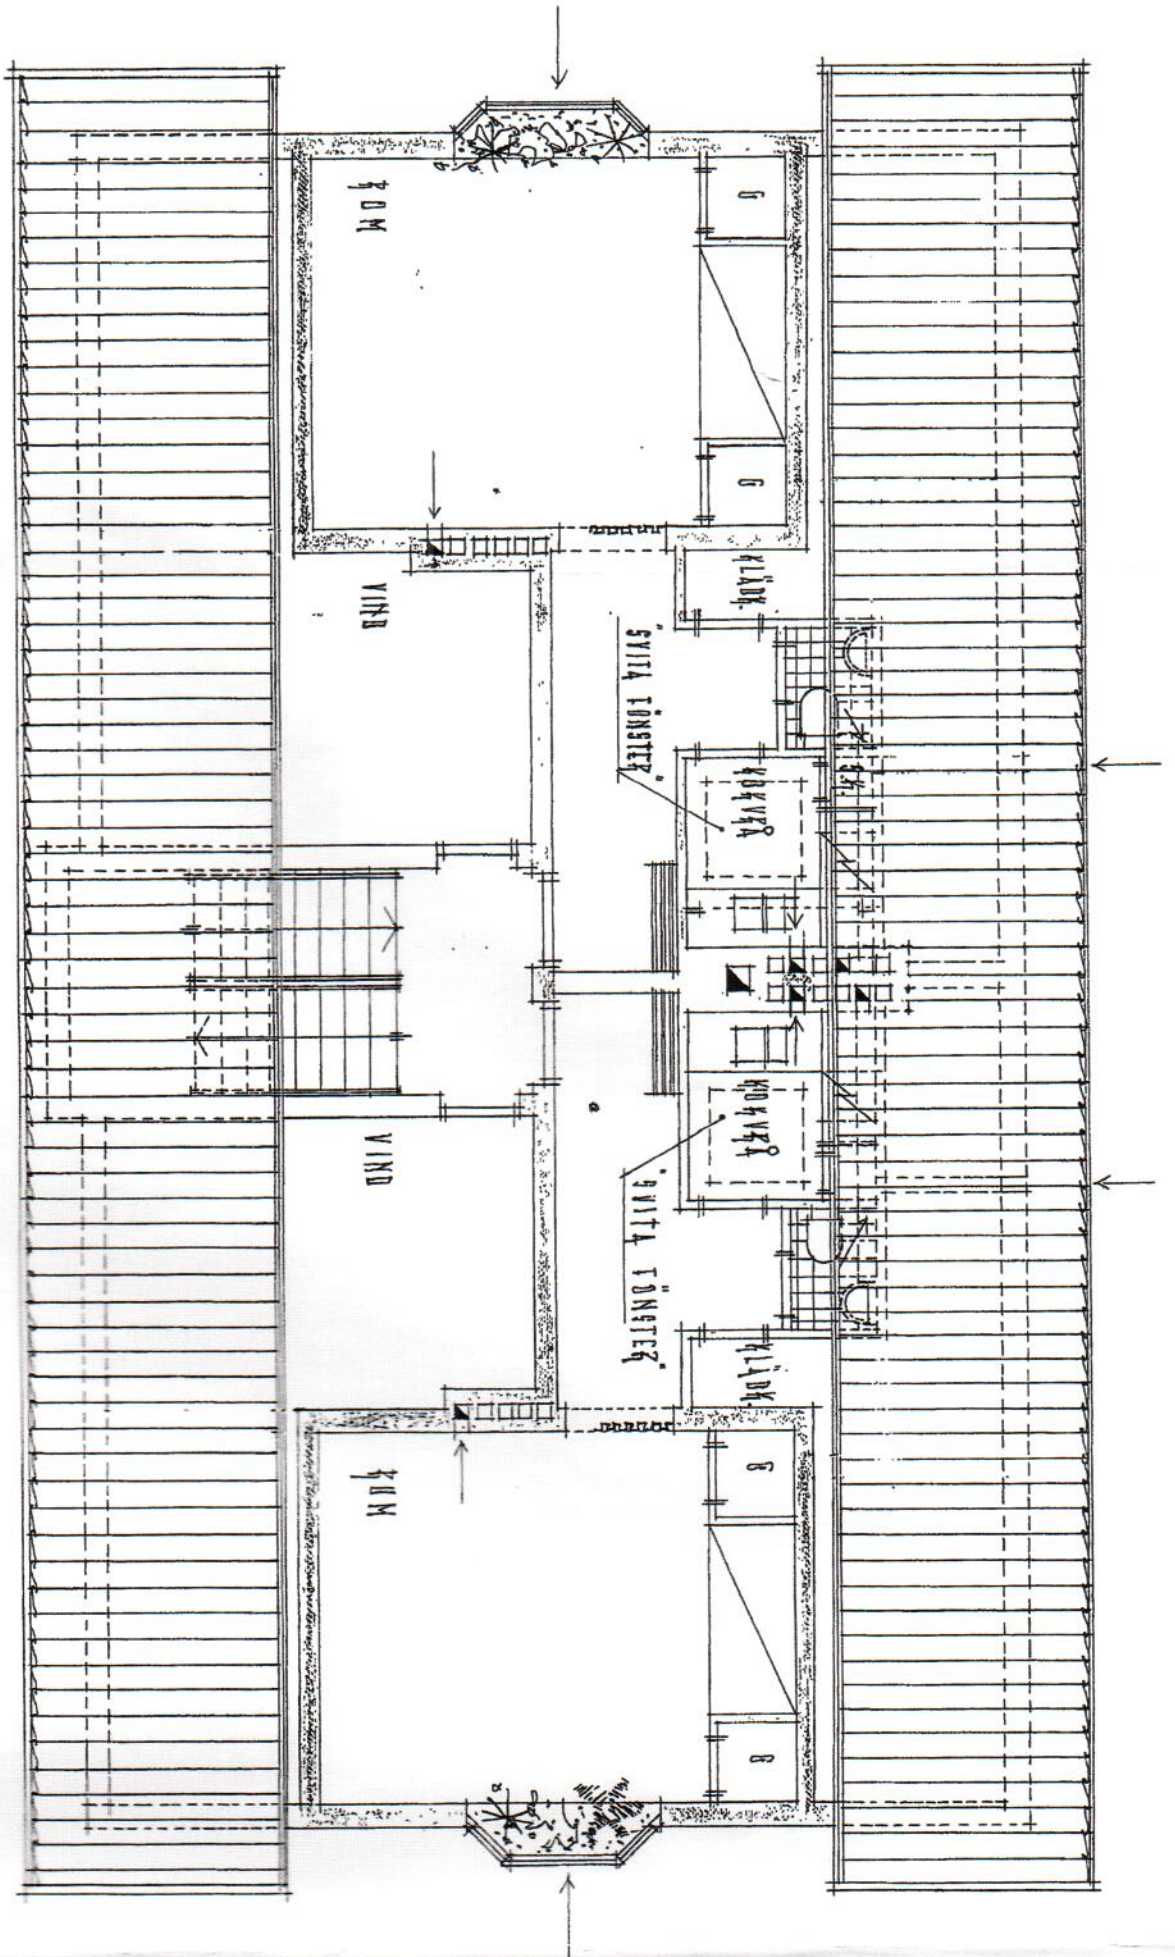 G
G
KLÄDK.
KOKVRÅ
KOKVRÅ
KLÄDK.
G
G
"SVITA FÖNSTER"
"SVITA FÖNSTER"
RUM
VIND
VIND
RUM